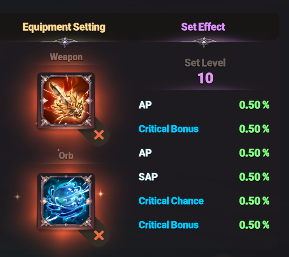 Equipment Setting
Set Effect
Weapon
Set Level
10
AP 0.50 %
Critical Bonus 0.50 %
AP 0.50 %
Orb
SAP 0.50 %
Critical Chance 0.50 %
Critical Bonus 0.50 %